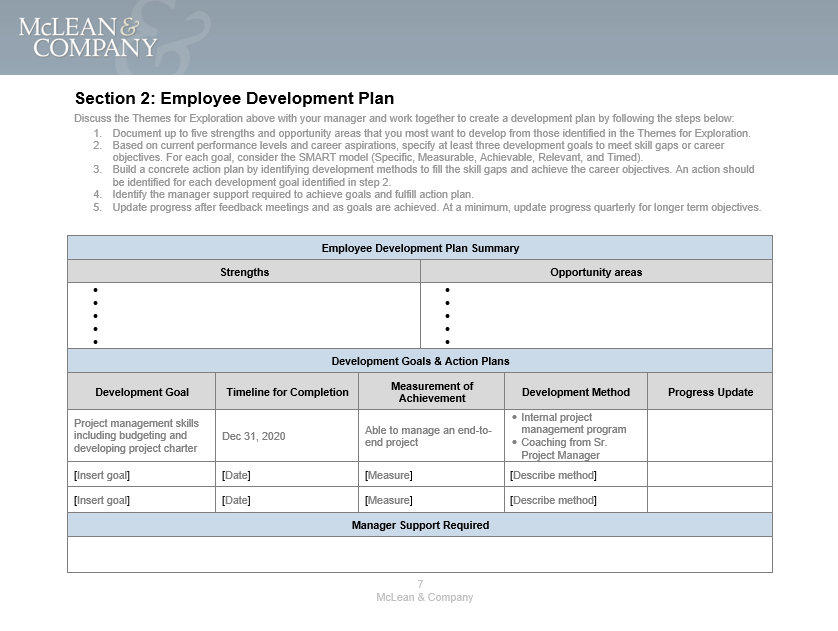 McLEAN &
COMPANY
Section 2: Employee Development Plan
Discuss the Themes for Exploration above with your manager and work together to create a development plan by following the steps below:
1. Document up to five strengths and opportunity areas that you most want to develop from those identified in the Themes for Exploration.
2. Based on current performance levels and career aspirations, specify at least three development goals to meet skill gaps or career
objectives. For each goal, consider the SMART model (Specific, Measurable, Achievable, Relevant, and Timed).
3. Build a concrete action plan by identifying development methods to fill the skill gaps and achieve the career objectives. An action should
be identified for each development goal identified in step 2.
4. Identify the manager support required to achieve goals and fulfill action plan.
5. Update progress after feedback meetings and as goals are achieved. At a minimum, update progress quarterly for longer term objectives.
Employee Development Plan Summary
Strengths
Opportunity areas
Development Goals & Action Plans
Development Goal
Timeline for Completion
Measurement of
Achievement
Development Method
Progress Update
Project management skills
including budgeting and
developing project charter
Dec 31, 2020
Able to manage an end-to-
end project
• Internal project
management program
• Coaching from Sr.
Project Manager
[Insert goal]
[Date]
[Measure]
[Describe method]
[Insert goal]
[Date]
[Measure]
[Describe method]
Manager Support Required
7
McLean & Company